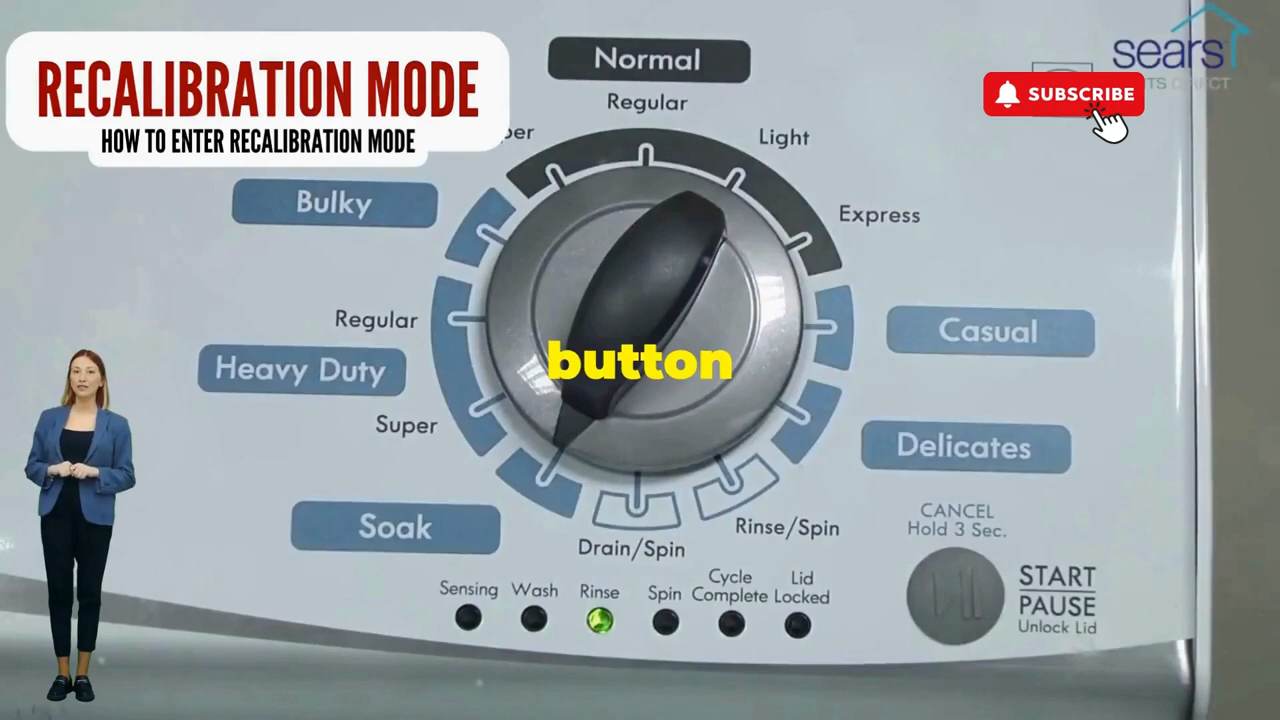 sears
RECALIBRATION MODE
HOW TO ENTER RECALIBRATION MODE
SUBSCRIBE
DIRECT
Normal
Regular
Light
Bulky
Express
Regular
Casual
Heavy Duty
button
Super
Delicates
Soak
CANCEL
Hold 3 Sec.
Rinse/Spin
Drain/Spin
Sensing
Wash
Rinse
Spin
Cycle
Complete
Lid
Locked
START
PAUSE
Unlock Lid